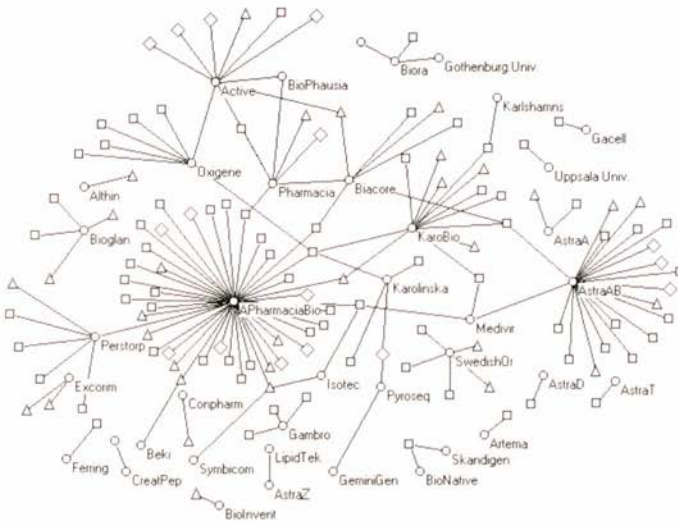 Biora
Gothenburg Univ.
BioPhausia
Active
Karlshamns
Gacell
Oxigene
Uppsala Univ.
Althin
Pharmacia
Biacore
Bioglan
KaroBio
AstraA
Karolinska
AstraAB
APharmaciaBio
Medivir
Perstorp
SwedishOr
Excorim
Isotec
Pyroseq
AstraD
AstraT
Conpharm
Gambro
Artema
Ferring
Beki
Symbicom
LipidTek
Skandigen
CreatPep
GeminiGen
BioNative
AstraZ
BioInvent